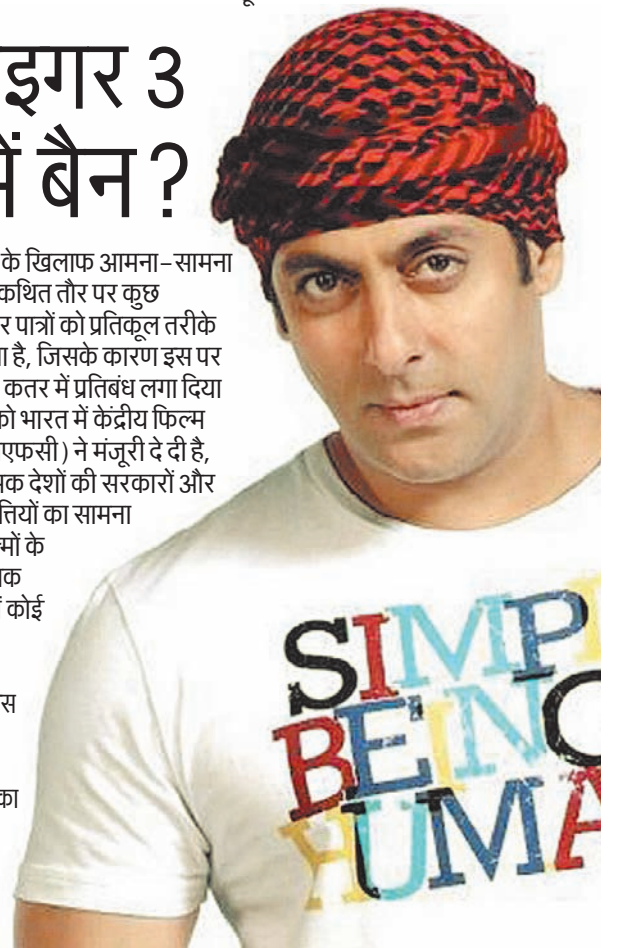 इगर 3
में बैन?
के खिलाफ आमना-सामना
कथित तौर पर कुछ
र पात्रों को प्रतिकूल तरीके
ा है, जिसके कारण इस पर
कतर में प्रतिबंध लगा दिया
को भारत में केंद्रीय फिल्म
एफसी) ने मंजूरी दे दी है,
देशों की सरकारों और
त्तियों का सामना
मों के
कोई
स
का
SIMPL
BEING
HUMA